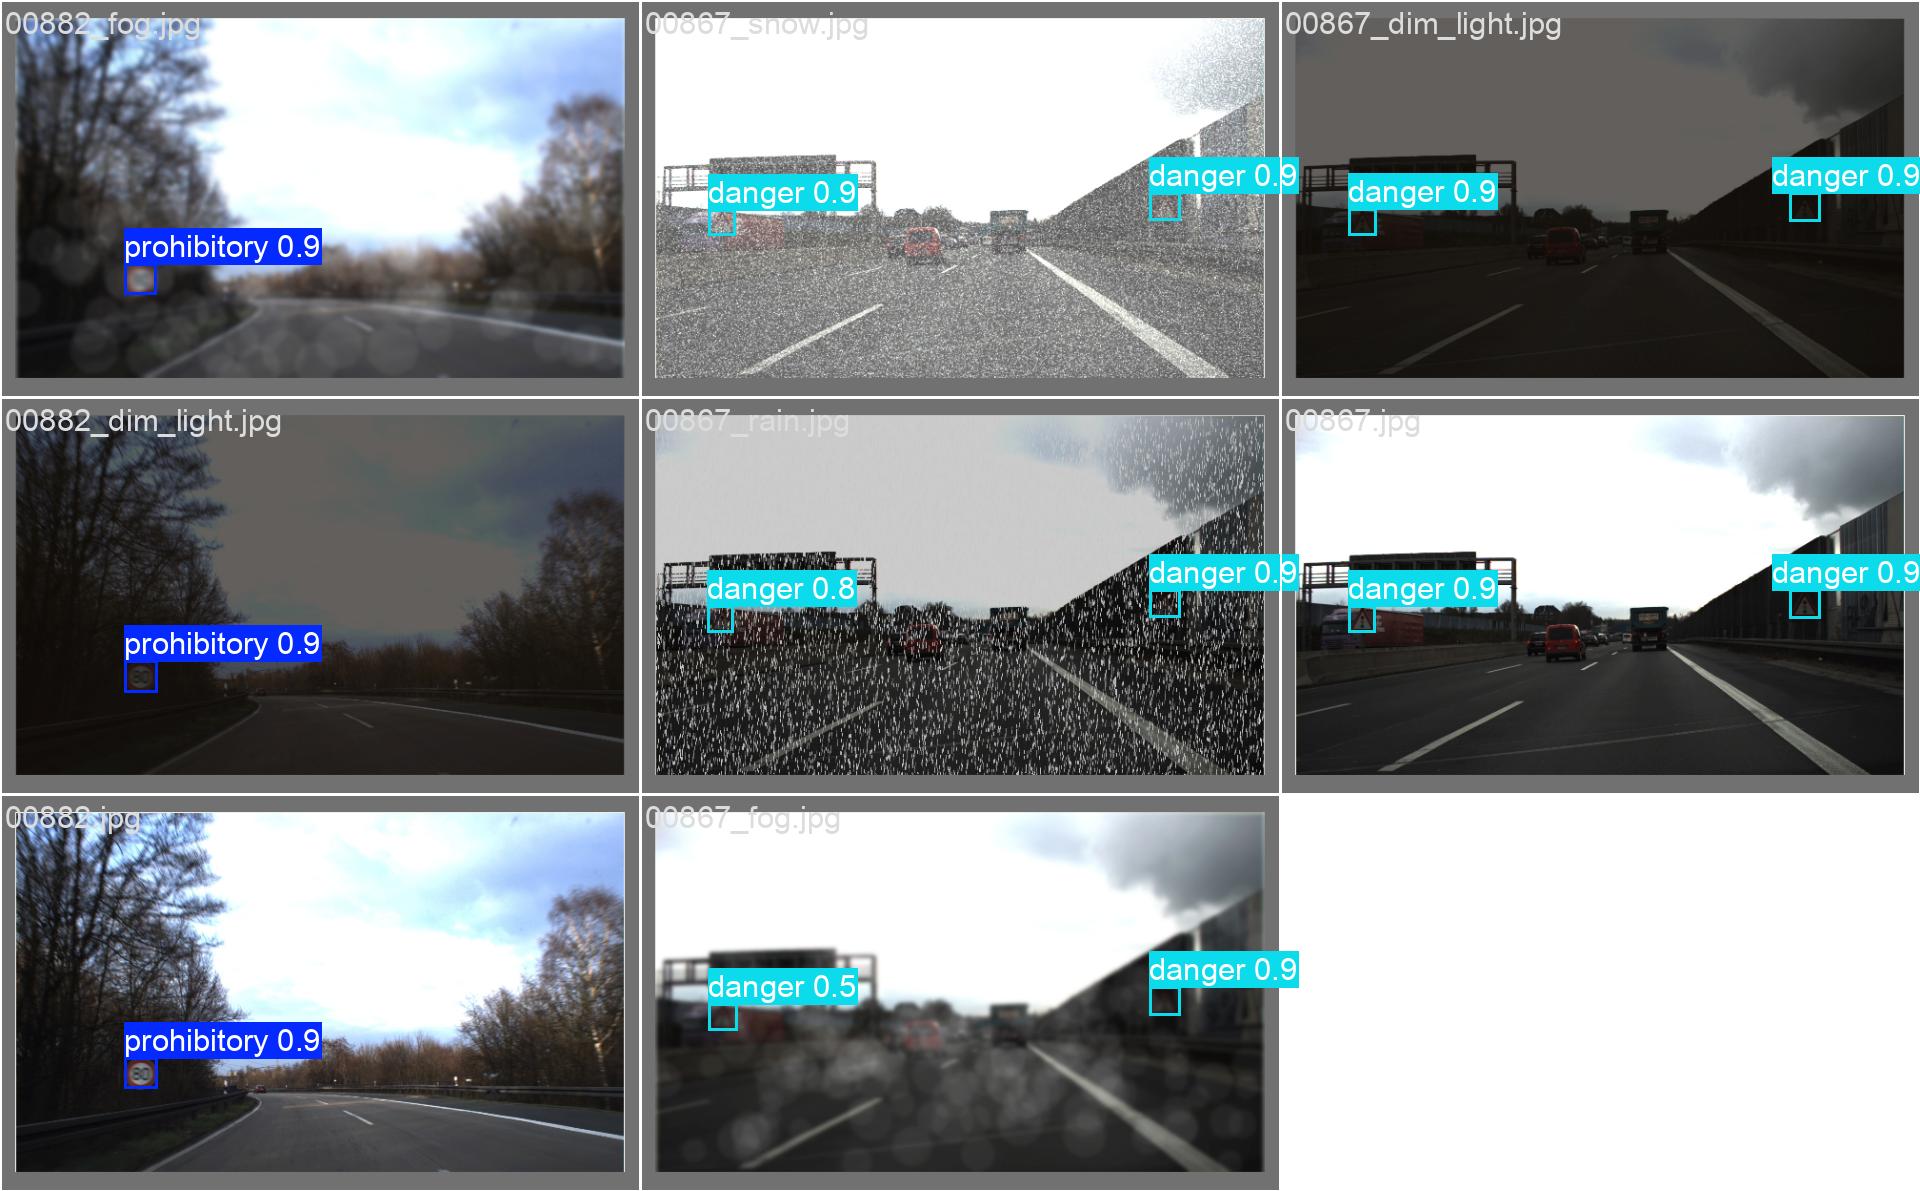 00882_fog.jpg
prohibitory 0.9
00867_snow.jpg
danger 0.9
danger 0.9
00867_dim_light.jpg
danger 0.9
danger 0.9
00882_dim_light.jpg
prohibitory 0.9
80
00867_rain.jpg
danger 0.8
danger 0.9
00867.jpg
danger 0.9
danger 0.9
00882.jpg
prohibitory 0.9
80
00867_fog.jpg
danger 0.5
danger 0.9